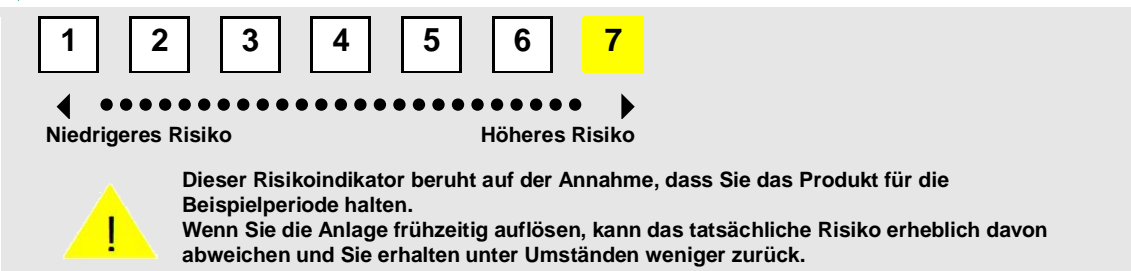 1 2 3 4 5 6 7
Niedrigeres Risiko Höheres Risiko
! Dieser Risikoindikator beruht auf der Annahme, dass Sie das Produkt für die
Beispielperiode halten.
Wenn Sie die Anlage frühzeitig auflösen, kann das tatsächliche Risiko erheblich davon
abweichen und Sie erhalten unter Umständen weniger zurück.